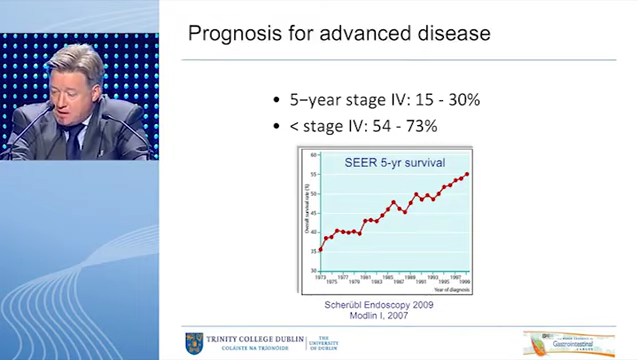 Prognosis for advanced disease
• 5–year stage IV: 15 - 30%
• < stage IV: 54 - 73%
SEER 5-yr survival
Overall survival rate (%)
60
55
50
45
40
35
30
1973 1977 1981 1985 1989 1993 1997
1975 1979 1983 1987 1991 1995 1999
Year of diagnosis
Scherübl Endoscopy 2009
Modlin I, 2007
TRINITY COLLEGE DUBLIN
COLÁISTE NA TRÍONÓIDE
THE
UNIVERSITY
OF DUBLIN
Gastrointestinal
CANCER